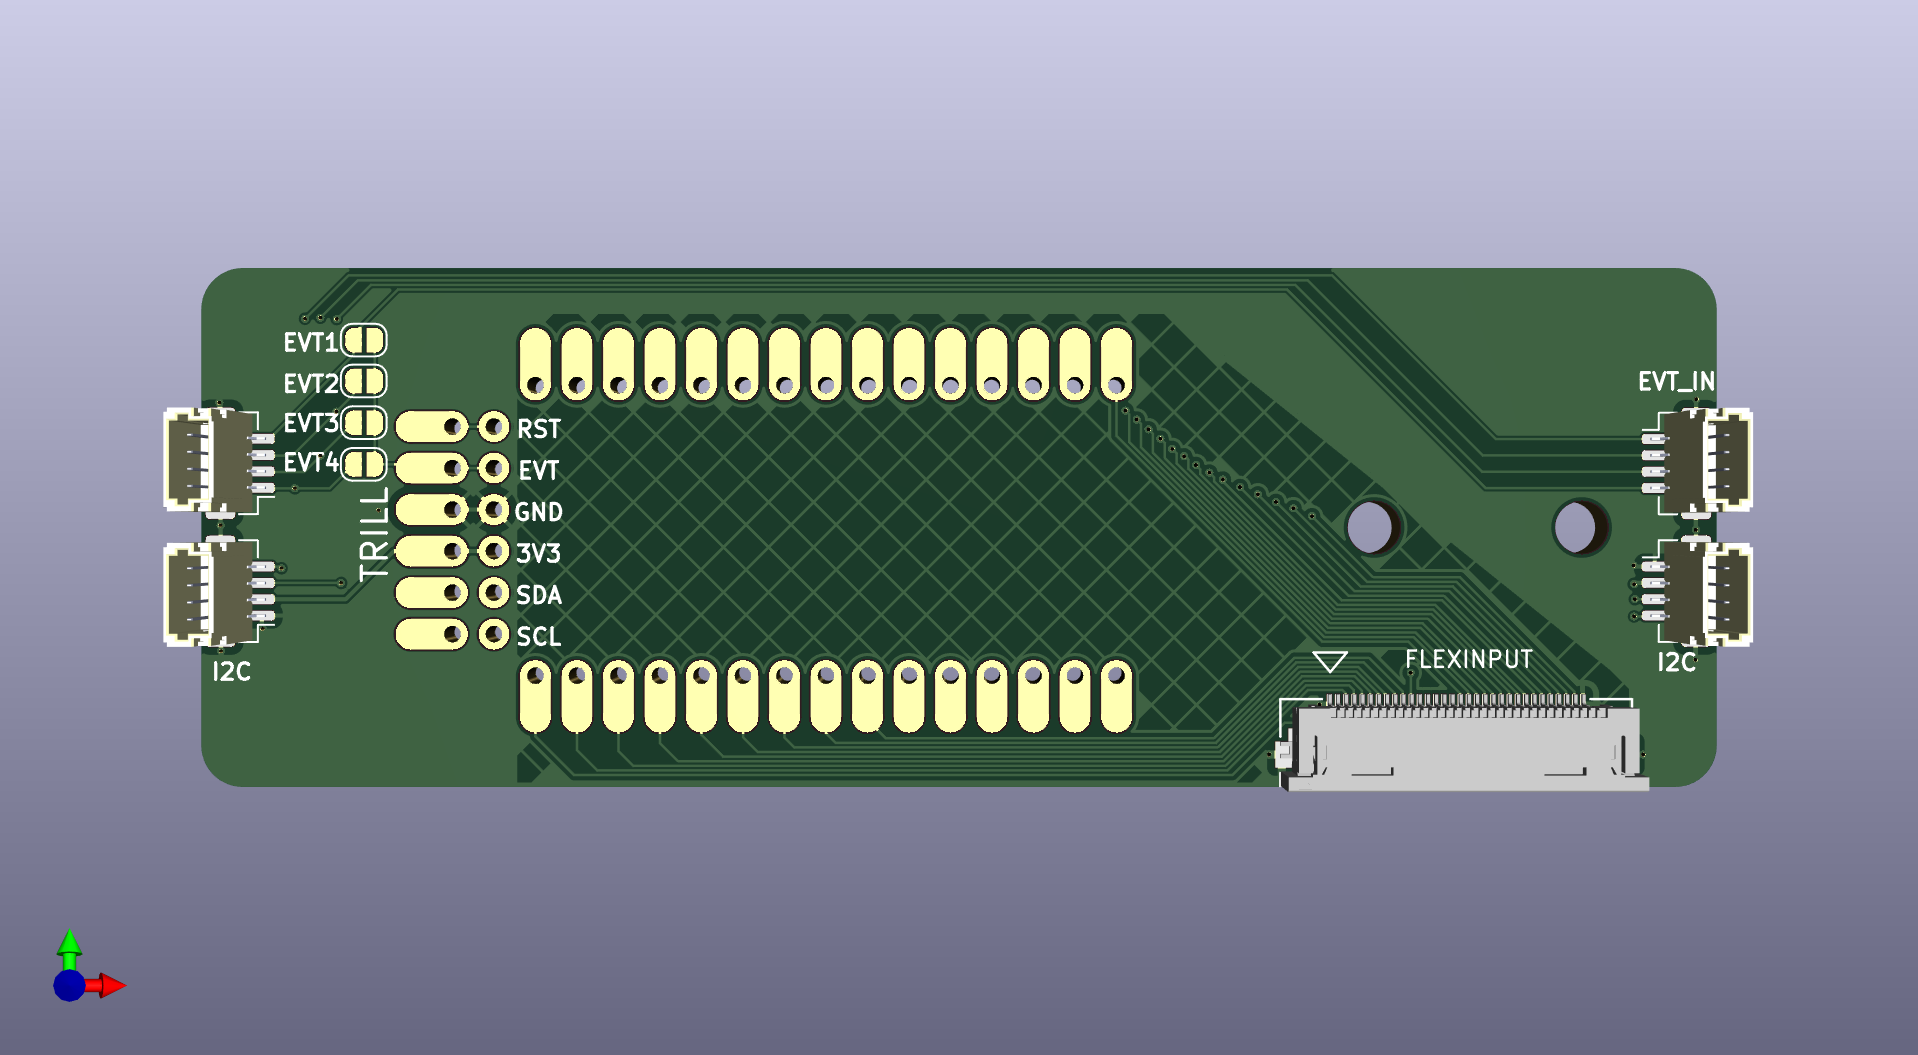 EVT1
EVT2
EVT3
EVT4
TRILL
RST
EVT
GND
3V3
SDA
SCL
I2C
EVT_IN
I2C
FLEXINPUT